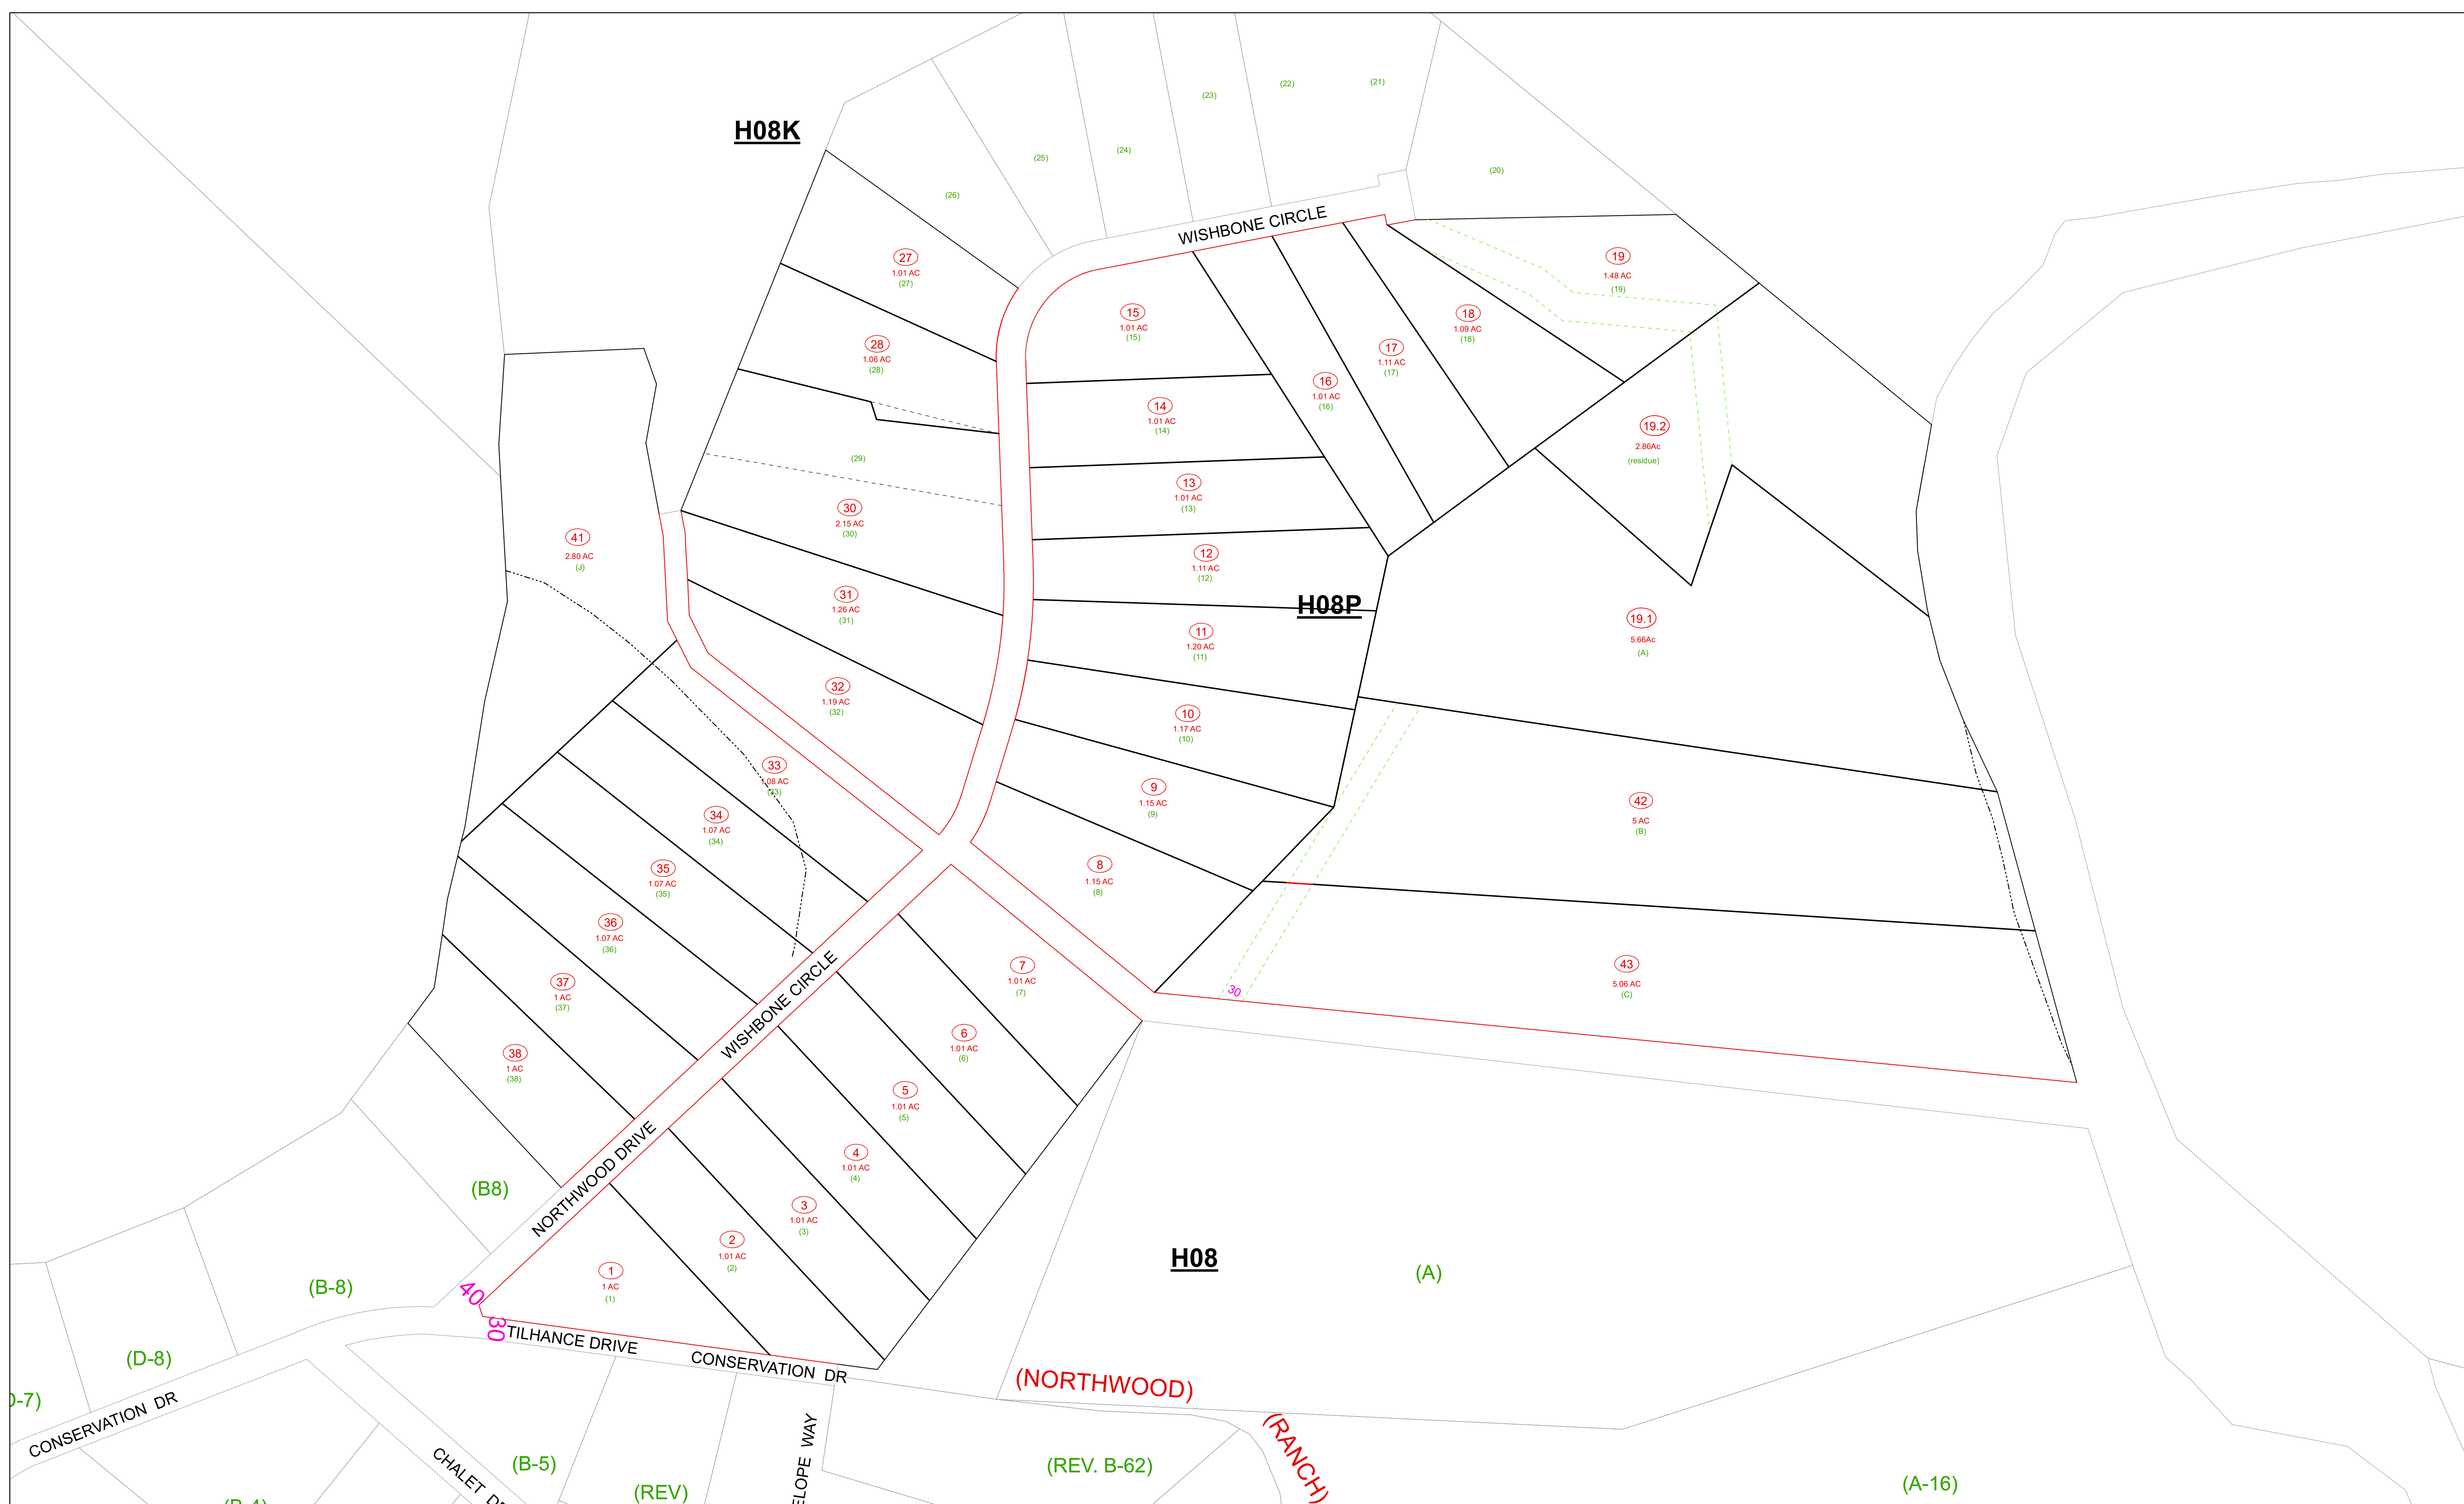 (21)
(22)
(23)
H08K
(24)
(25)
(20)
(26)
WISHBONE CIRCLE
27
1.01 AC
(27)
19
1.48 AC
(19)
15
1.01 AC
(15)
18
1.09 AC
(18)
28
1.06 AC
(28)
17
1.11 AC
(17)
16
1.01 AC
(16)
14
1.01 AC
(14)
19.2
2.86Ac
(residue)
(29)
13
1.01 AC
(13)
30
2.15 AC
(30)
41
2.80 AC
(J)
12
1.11 AC
(12)
H08P
31
1.26 AC
(31)
19.1
5.66Ac
(A)
11
1.20 AC
(11)
32
1.19 AC
(32)
10
1.17 AC
(10)
33
1.08 AC
(33)
9
1.15 AC
(9)
42
5 AC
(B)
34
1.07 AC
(34)
8
1.15 AC
(8)
35
1.07 AC
(35)
36
1.07 AC
(36)
7
1.01 AC
(7)
43
5.06 AC
(C)
30
37
1 AC
(37)
WISHBONE CIRCLE
6
1.01 AC
(6)
38
1 AC
(38)
5
1.01 AC
(5)
NORTHWOOD DRIVE
4
1.01 AC
(4)
(B8)
3
1.01 AC
(3)
2
1.01 AC
(2)
H08
(A)
1
1 AC
(1)
(B-8)
40
30
TILHANCE DRIVE
CONSERVATION DR
(D-8)
(NORTHWOOD)
(RANCH)
-7)
CONSERVATION DR
CHALET
(B-5)
ELOPE WAY
(REV)
(REV. B-62)
(A-16)